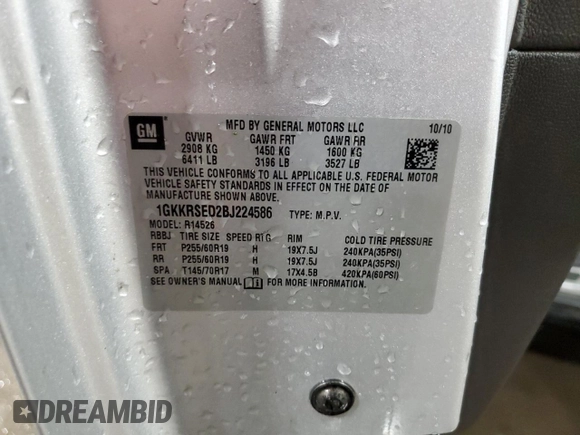 GM
MFD BY GENERAL MOTORS LLC 10/10
GVWR GAWR FRT GAWR RR
2908 KG 1450 KG 1600 KG
6411 LB 3196 LB 3527 LB
THIS VEHICLE CONFORMS TO ALL APPLICABLE U.S. FEDERAL MOTOR
VEHICLE SAFETY STANDARDS IN EFFECT ON THE DATE OF
MANUFACTURE SHOWN ABOVE.
1GKKRSED2BJ224586 TYPE: M.P.V.
MODEL: R14526
RBBJ TIRE SIZE SPEED RTG RIM COLD TIRE PRESSURE
FRT P255/60R19 H 19X7.5J 240KPA(35PSI)
RR P255/60R19 H 19X7.5J 240KPA(35PSI)
SPA T145/70R17 M 17X4.5B 420KPA(60PSI)
SEE OWNER'S MANUAL FOR MORE INFORMATION.
DREAMBID